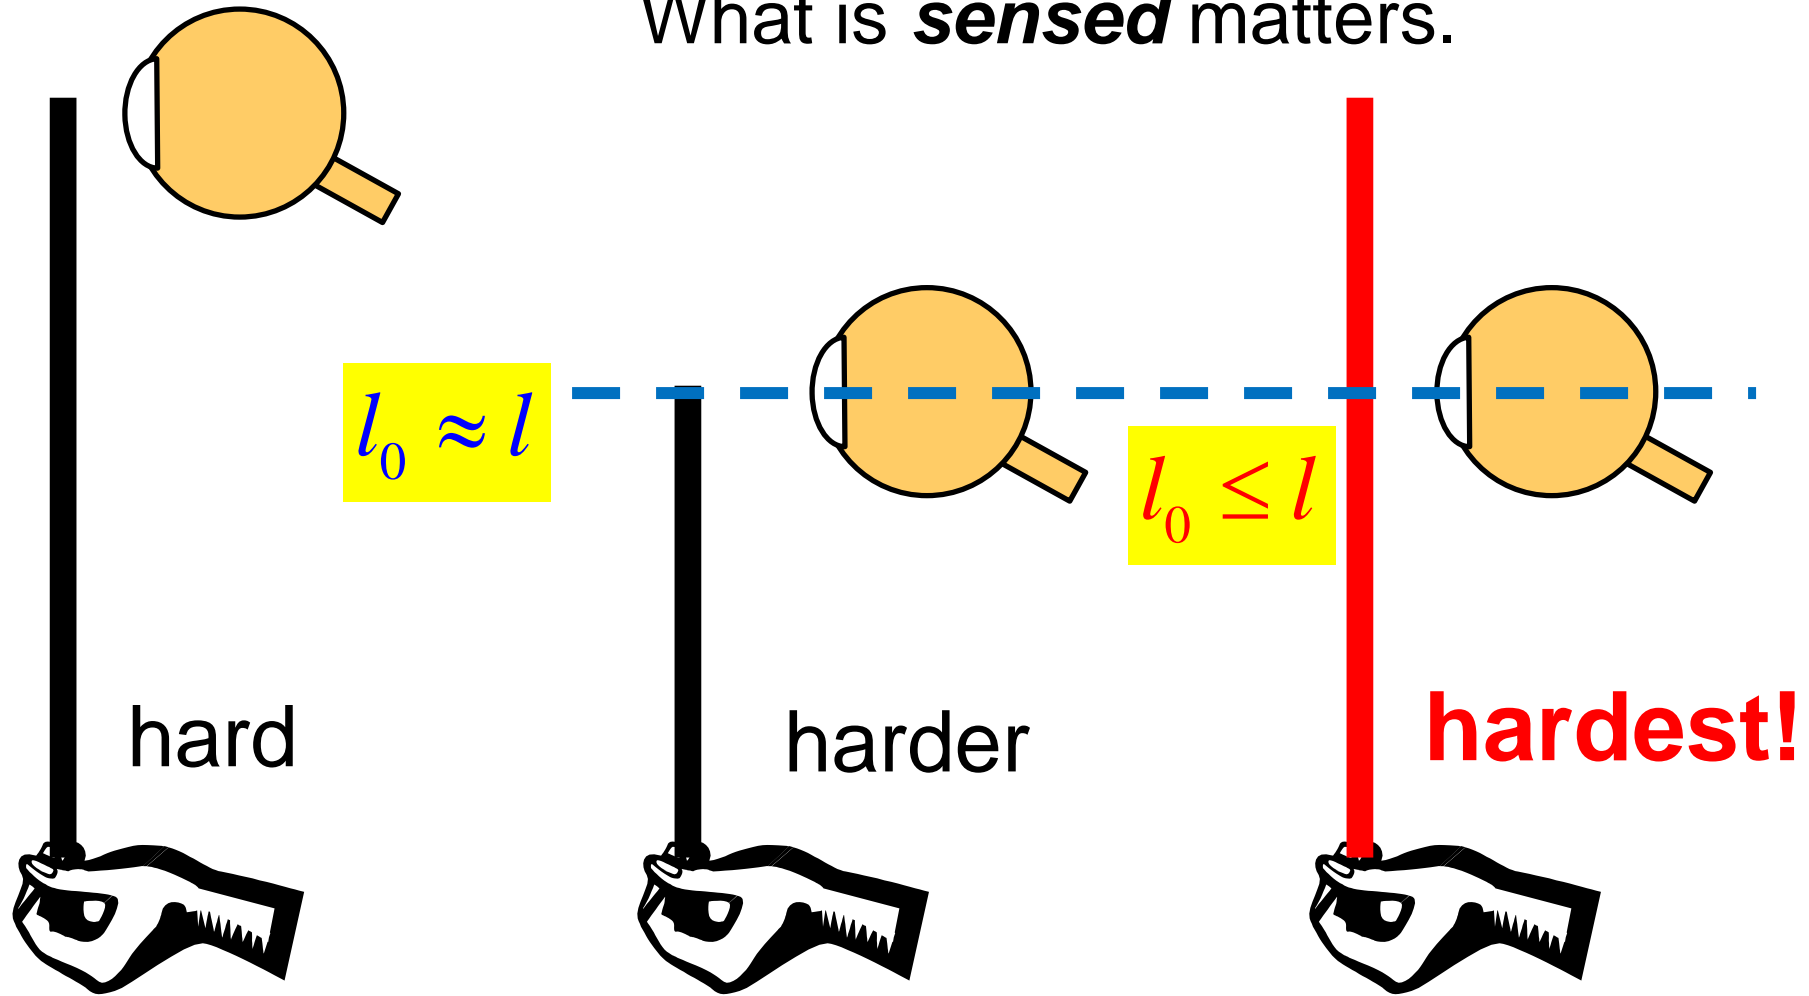 What is sensed matters.
l₀ ≈ l
l₀ ≤ l
hard
harder
hardest!